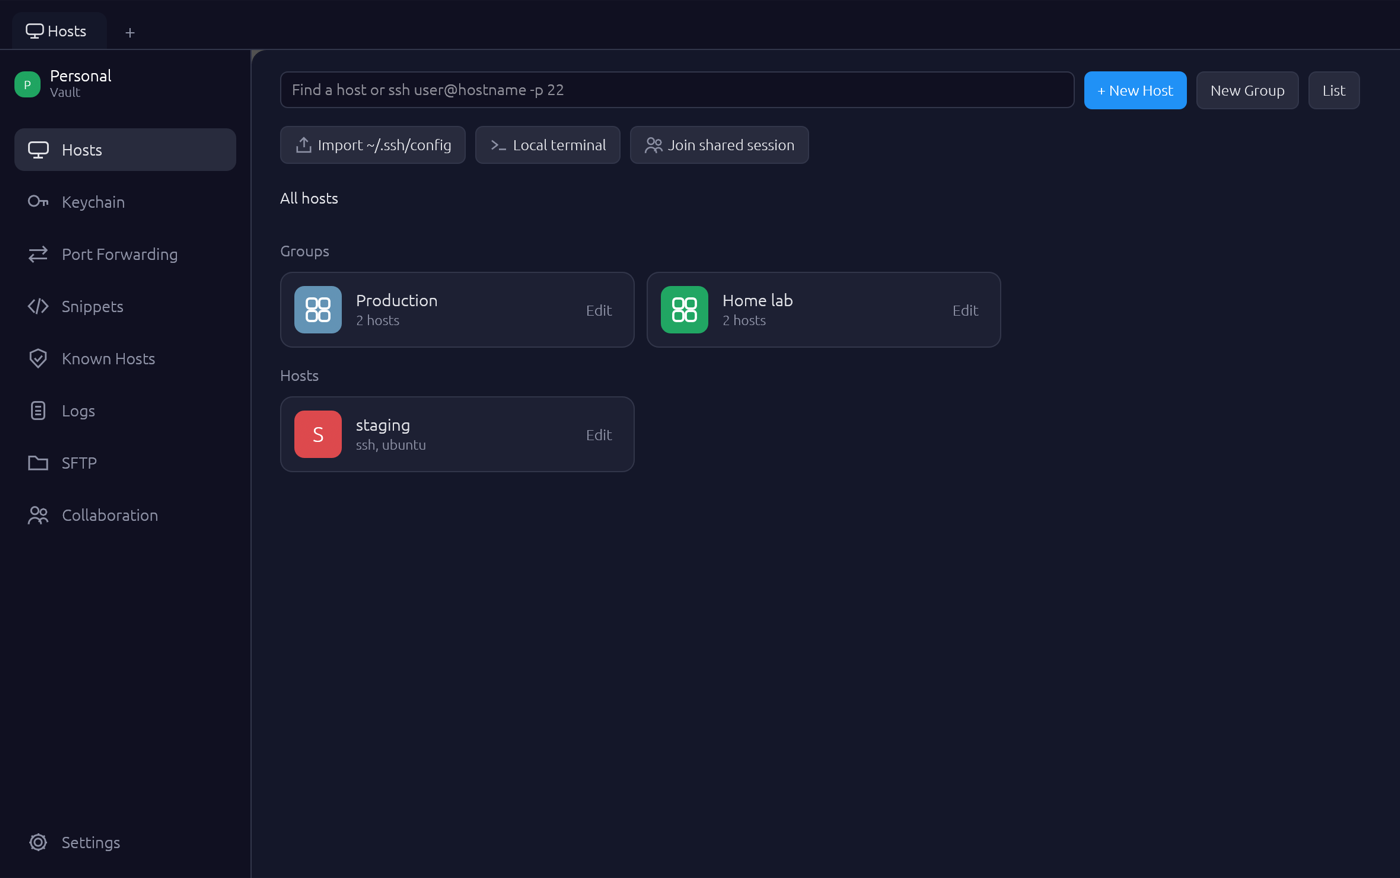 Hosts
+
P
Personal
Vault
Hosts
Keychain
Port Forwarding
Snippets
Known Hosts
Logs
SFTP
Collaboration
Settings
Find a host or ssh user@hostname -p 22
+ New Host
New Group
List
Import ~/.ssh/config
Local terminal
Join shared session
All hosts
Groups
Production
2 hosts
Edit
Home lab
2 hosts
Edit
Hosts
S
staging
ssh, ubuntu
Edit